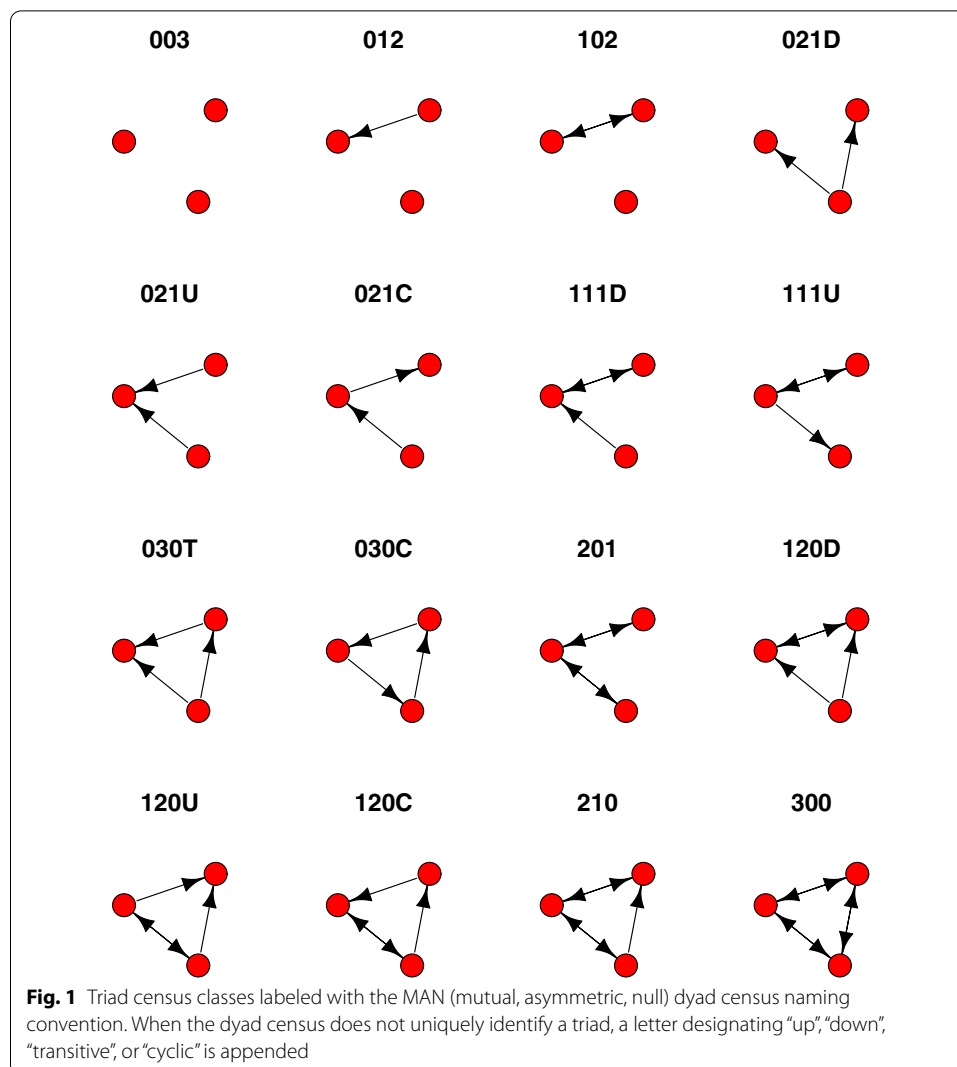 003 012 102 021D
021U 021C 111D 111U
030T 030C 201 120D
120U 120C 210 300
Fig. 1 Triad census classes labeled with the MAN (mutual, asymmetric, null) dyad census naming
convention. When the dyad census does not uniquely identify a triad, a letter designating “up”, “down”,
“transitive”, or “cyclic” is appended